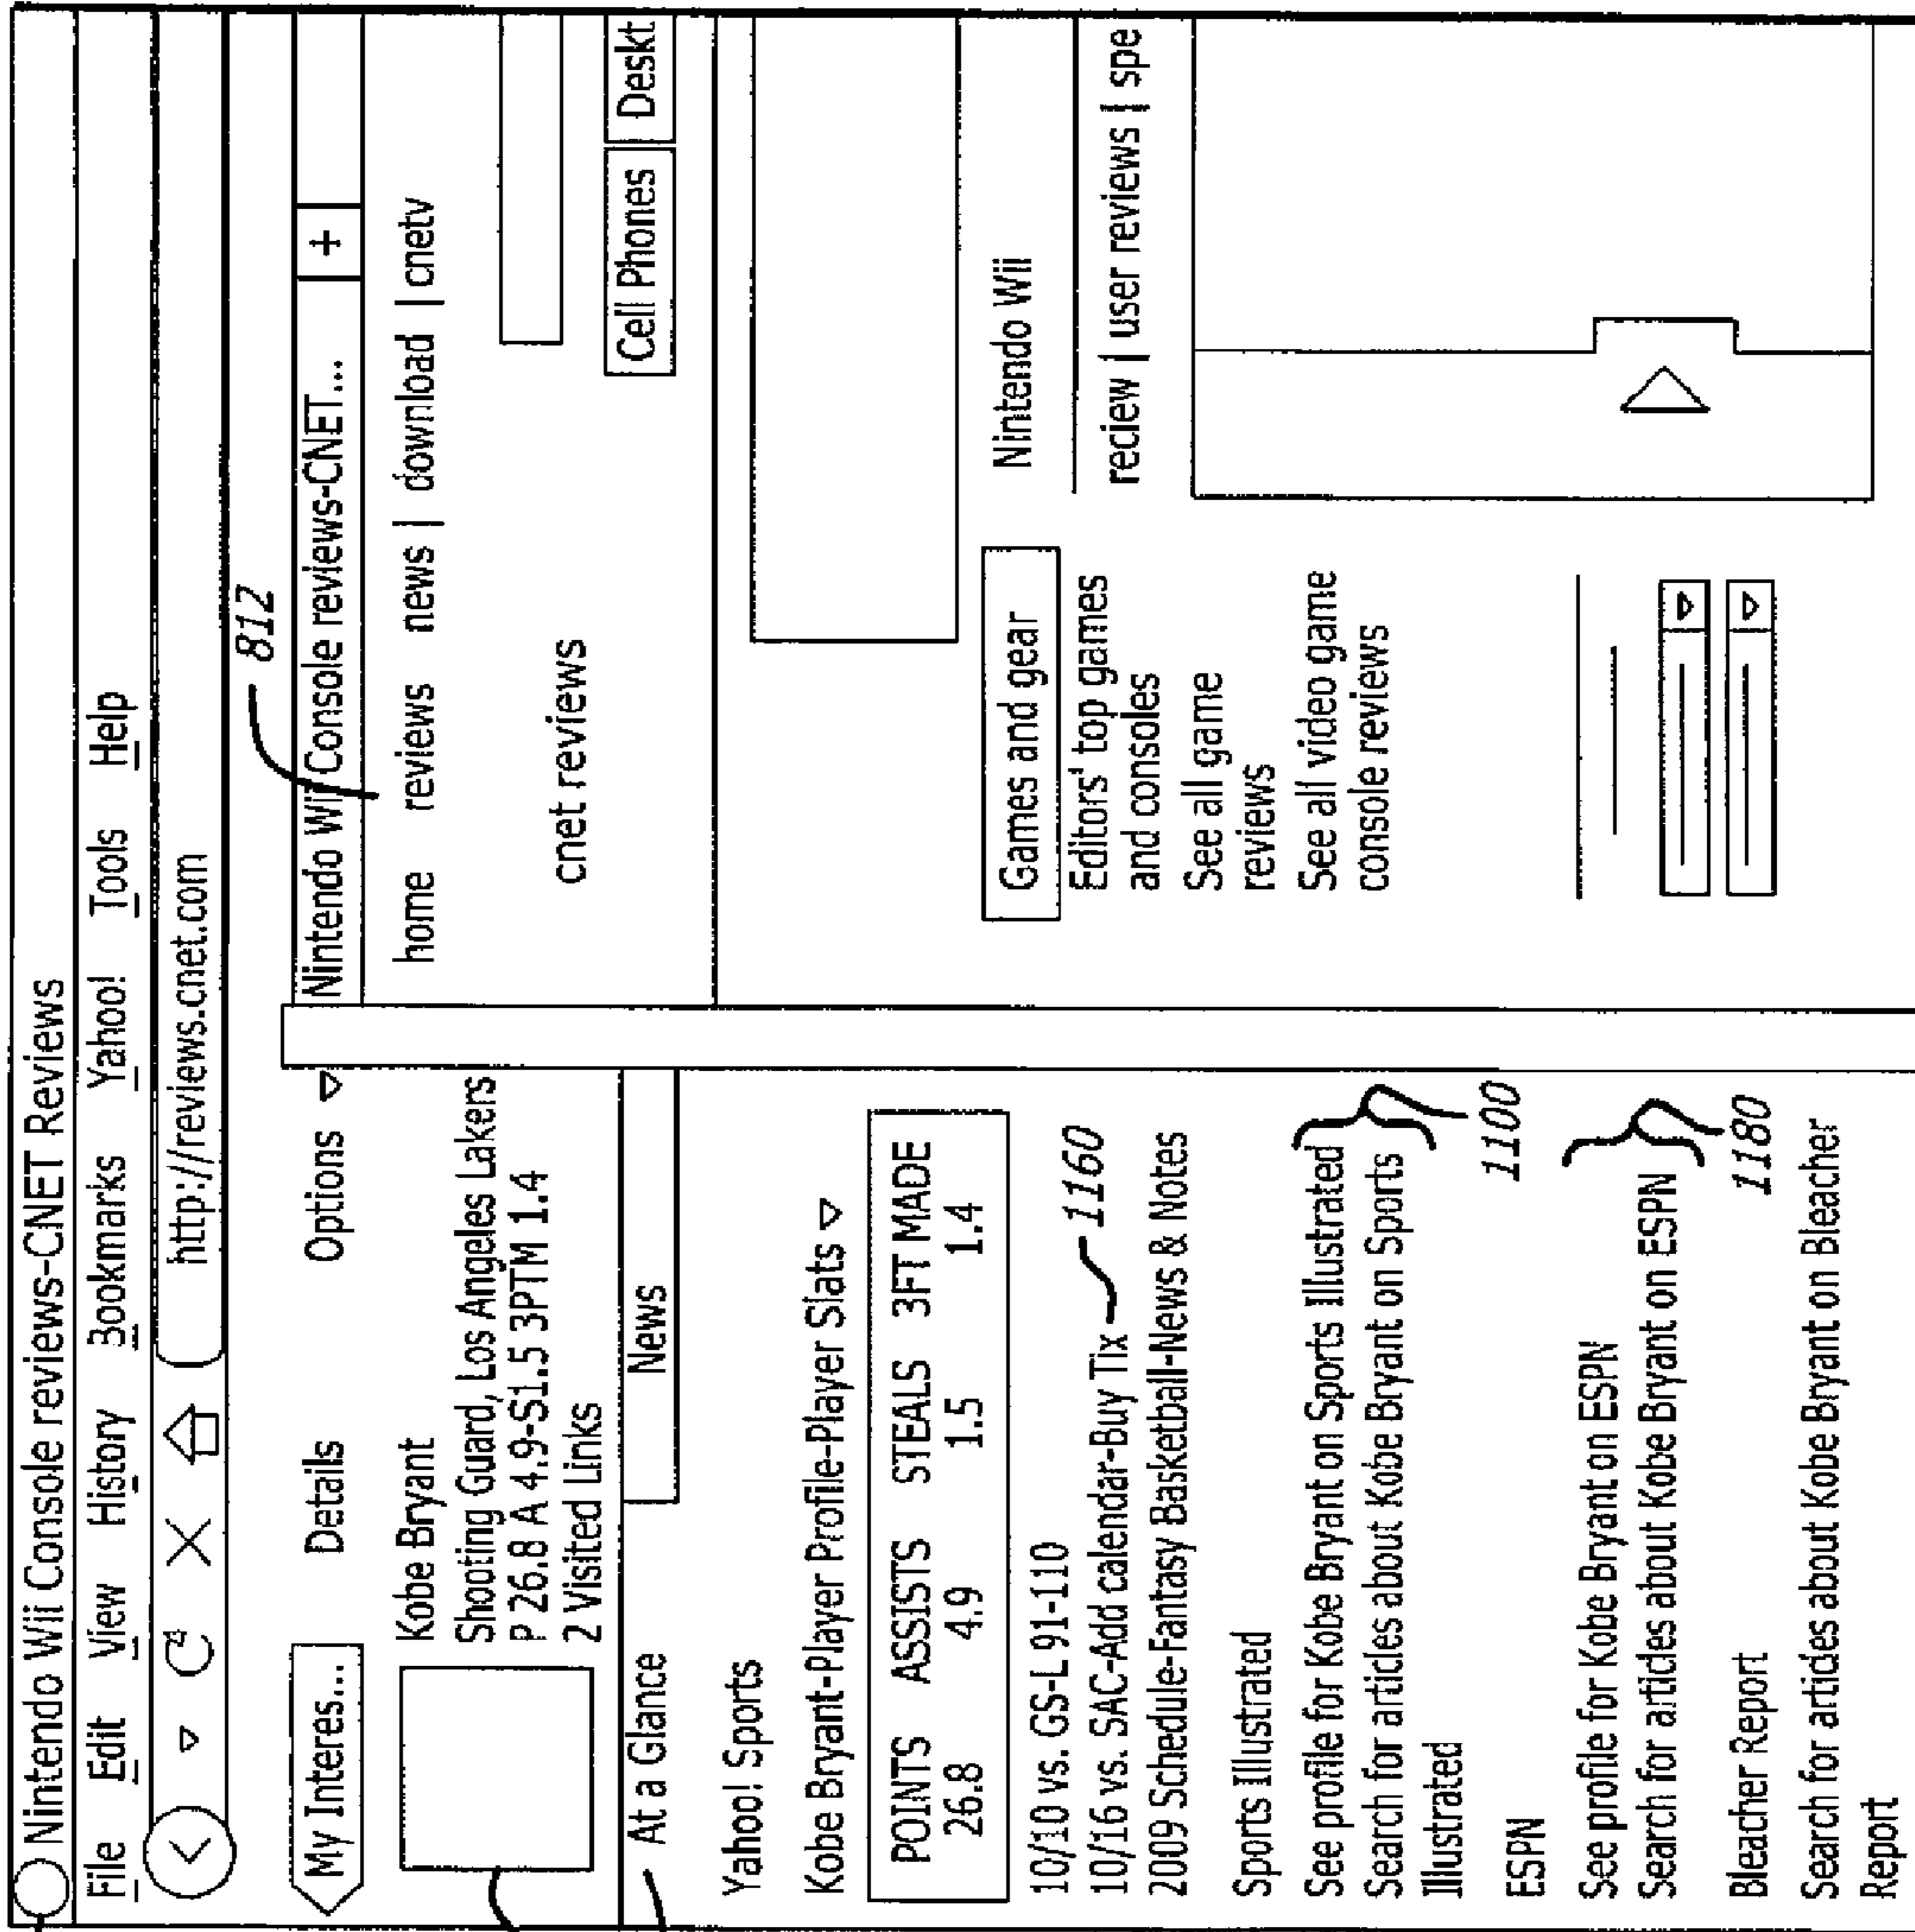 Nintendo Wii Console reviews-CNET Reviews
File Edit View History Bookmarks Yahoo! Tools Help
http://reviews.cnet.com
812
My Interes... Details Options
Kobe Bryant
Shooting Guard, Los Angeles Lakers
P 26.8 A 4.9-S1.5 3PTM 1.4
2 Visited Links
At a Glance News
Yahoo! Sports
Kobe Bryant-Player Profile-Player Slats
POINTS ASSISTS STEALS 3FT MADE
26.8 4.9 1.5 1.4
10/10 vs. GS-L 91-110
10/16 vs. SAC-Add calendar-Buy Tix 1160
2009 Schedule-Fantasy Basketball-News & Notes
Sports Illustrated
See profile for Kobe Bryant on Sports Illustrated
Search for articles about Kobe Bryant on Sports
Illustrated
1100
ESPN
See profile for Kobe Bryant on ESPN
Search for articles about Kobe Bryant on ESPN
1180
Bleacher Report
Search for articles about Kobe Bryant on Bleacher
Report
Nintendo Wii Console reviews-CNET... +
home reviews news | download | cnetv
cnet reviews
Cell Phones Deskt
Games and gear
Editors' top games
and consoles
See all game
reviews
See all video game
console reviews
Nintendo Wii
reciew | user reviews | spe